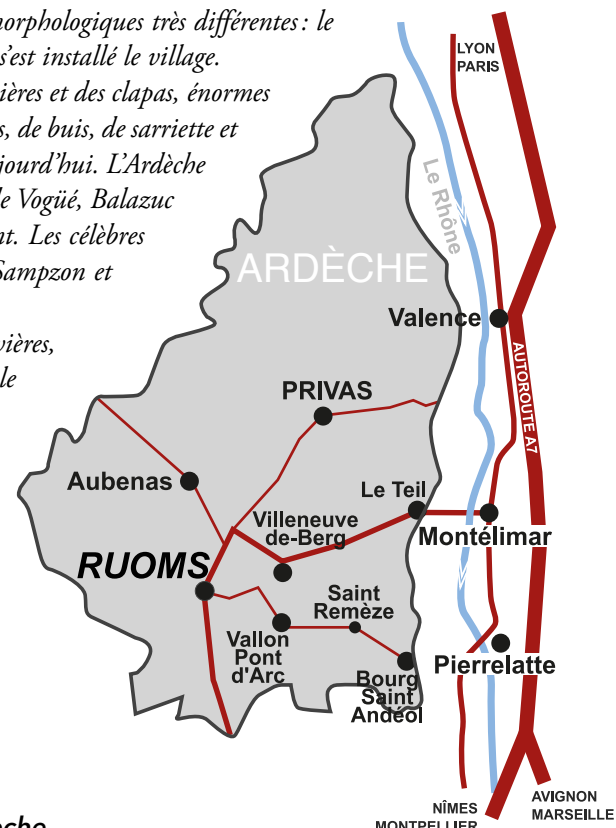 norphologiques très différentes : le
s'est installé le village.
ières et des clapas, énormes
s, de buis, de sarriette et
ujourd'hui. L'Ardèche
le Vogüé, Balazuc
nt. Les célèbres
Sampzon et
vières,
le
LYON
PARIS
Le Rhône
ARDÈCHE
Valence
AUTOROUTE A7
PRIVAS
Aubenas
Le Teil
Villeneuve
de-Berg
Montélimar
RUOMS
Saint
Remèze
Vallon
Pont
d'Arc
Pierrelatte
Bourg
Saint
Andéol
AVIGNON
MARSEILLE
NÎMES
MONTPELLIER